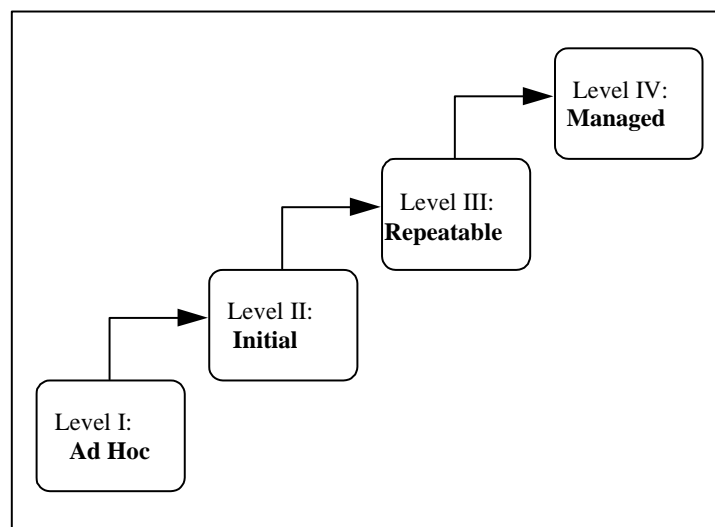 Level IV:
Managed
Level III:
Repeatable
Level II:
Initial
Level I:
Ad Hoc